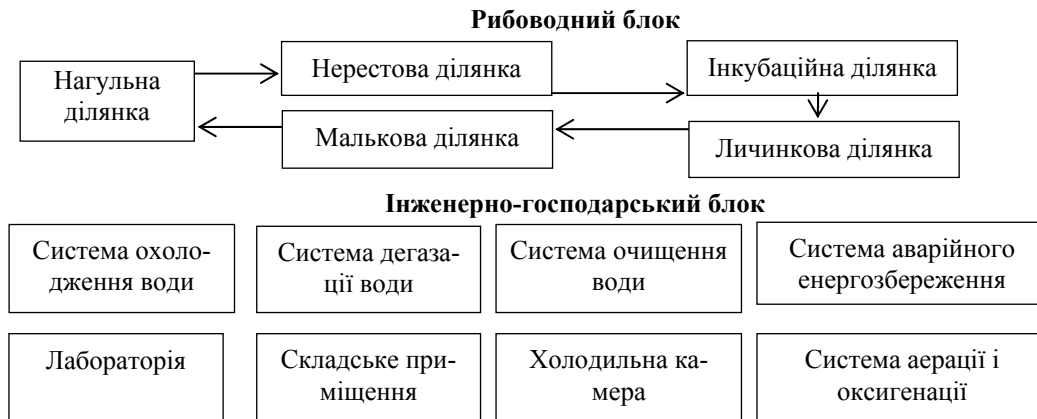 Рибоводний блок
Нагульна
ділянка
Нерестова ділянка
Інкубаційна ділянка
Малькова ділянка
Личинкова ділянка
Інженерно-господарський блок
Система охоло-
дження води
Система дегаза-
ції води
Система очищення
води
Система аварійного
енергозбереження
Лабораторія
Складське при-
міщення
Холодильна ка-
мера
Система аерації і
оксигенації